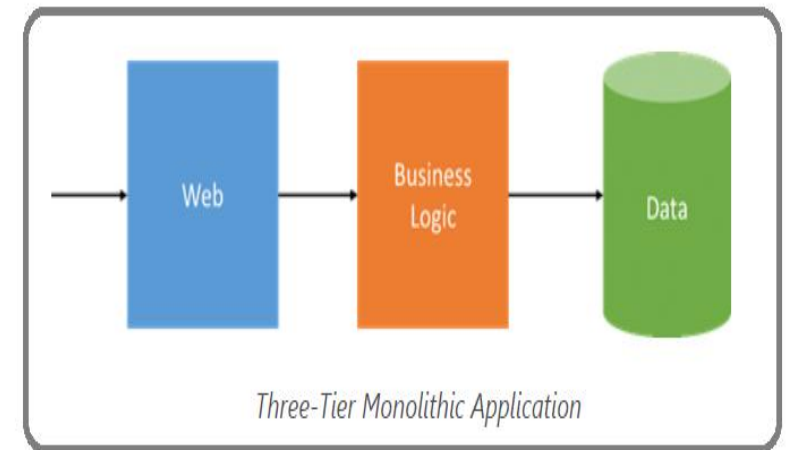 Web
Business
Logic
Data
Three-Tier Monolithic Application